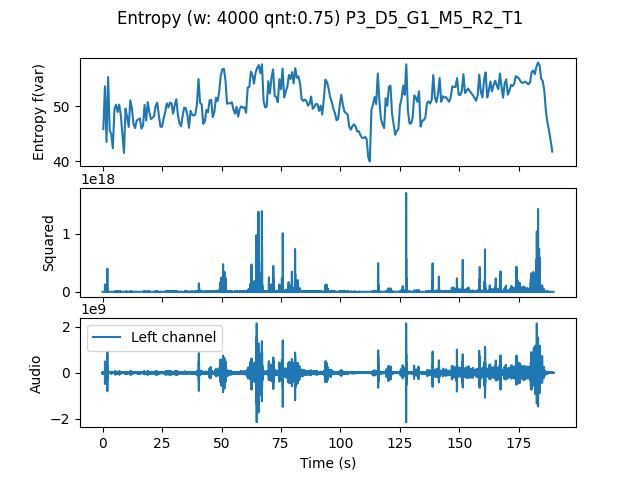 Entropy (w: 4000 qnt:0.75) P3_D5_G1_M5_R2_T1
Entropy f(var)
50
40
1e18
Squared
1
0
1e9
Audio
2
0
−2
Left channel
0 25 50 75 100 125 150 175
Time (s)